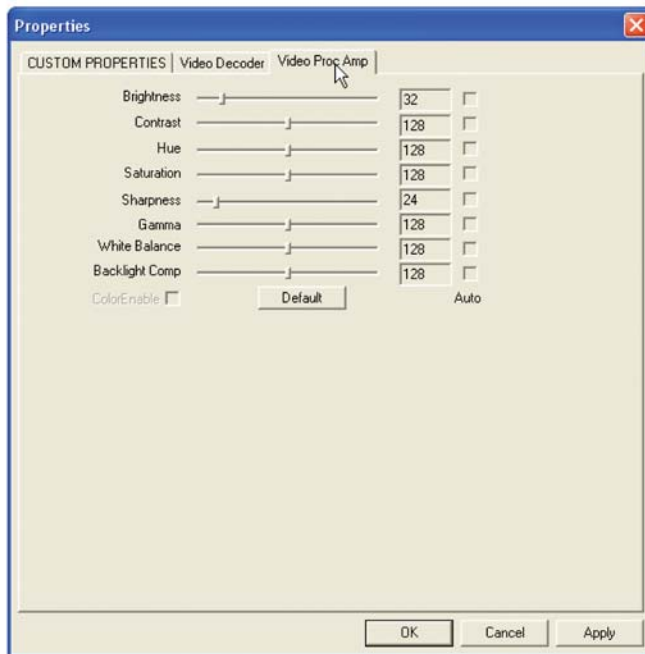 Properties
CUSTOM PROPERTIES Video Decoder Video Proc Amp
Brightness 32
Contrast 128
Hue 128
Saturation 128
Sharpness 24
Gamma 128
White Balance 128
Backlight Comp 128
ColorEnable Default Auto
OK Cancel Apply